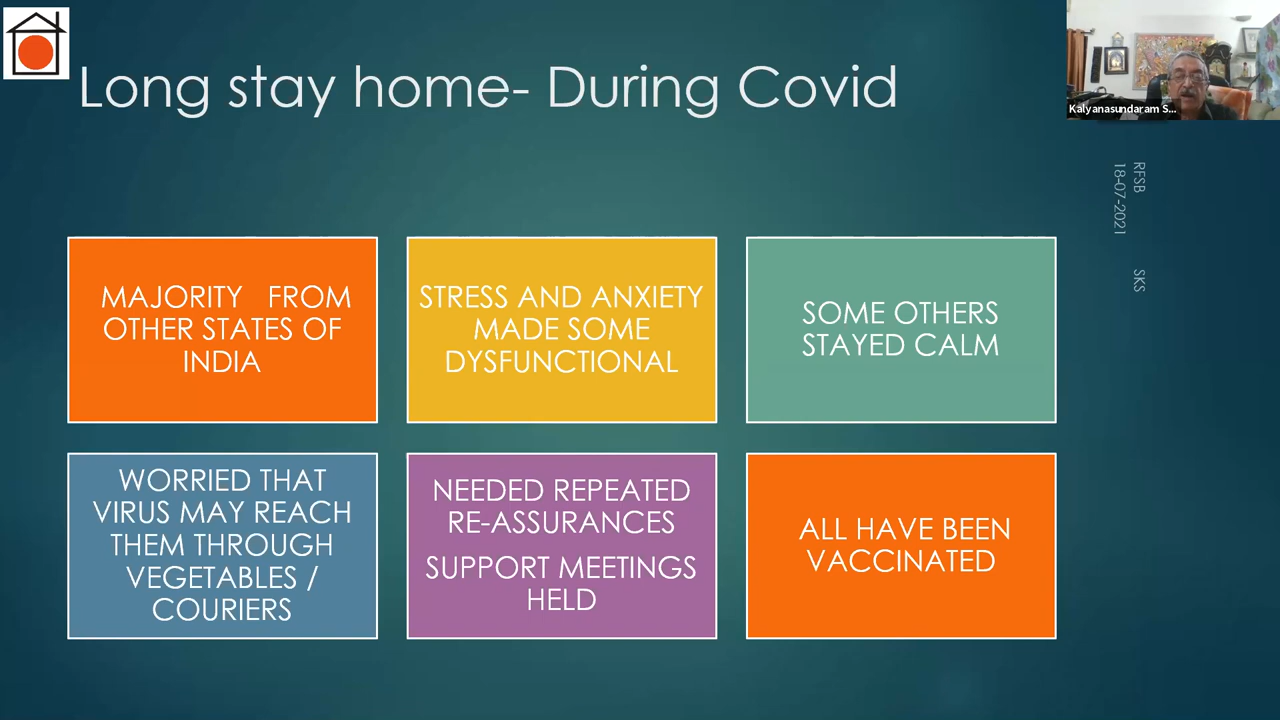 Long stay home- During Covid
Kalyanasundaram S...
RFSB
18-07-2021
SKS
MAJORITY FROM
OTHER STATES OF
INDIA
STRESS AND ANXIETY
MADE SOME
DYSFUNCTIONAL
SOME OTHERS
STAYED CALM
WORRIED THAT
VIRUS MAY REACH
THEM THROUGH
VEGETABLES /
COURIERS
NEEDED REPEATED
RE-ASSURANCES
SUPPORT MEETINGS
HELD
ALL HAVE BEEN
VACCINATED